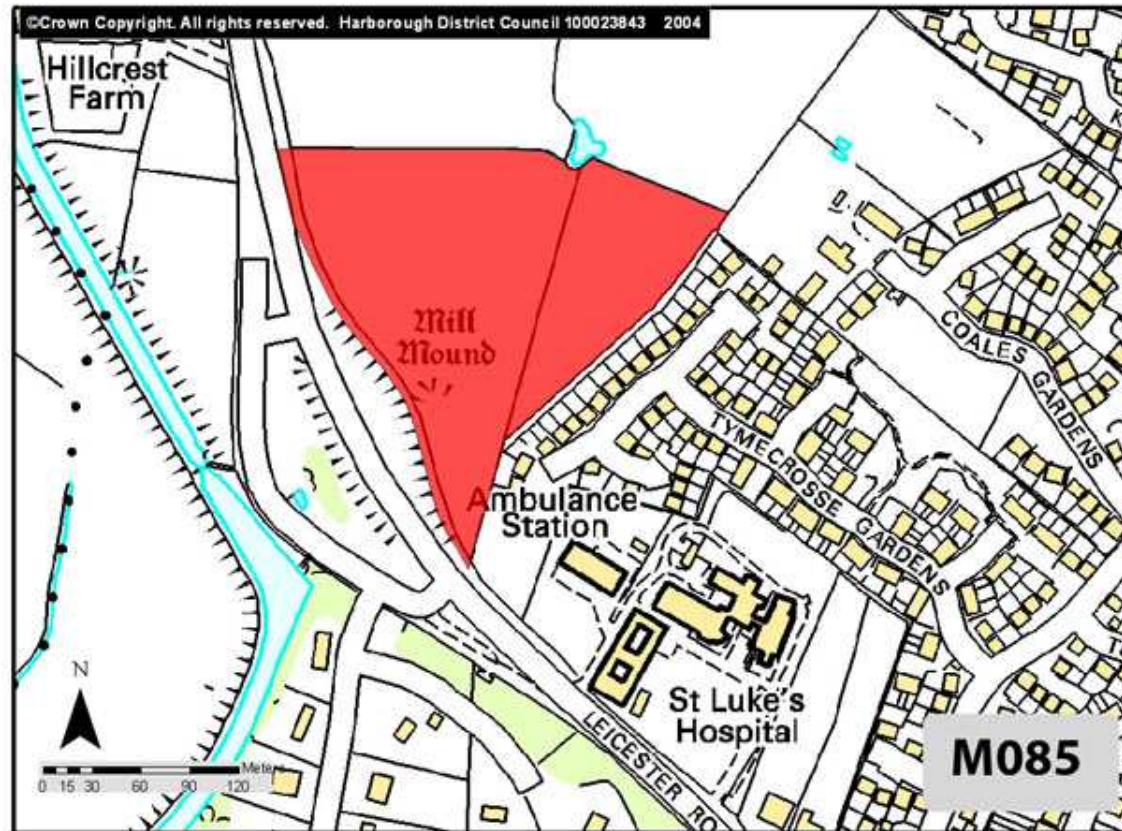 ©Crown Copyright. All rights reserved. Harborough District Council 100023843 2004
Hillcrest
Farm
Mill
Mound
COALES
GARDENS
TYMECROSSE GARDENS
Ambulance
Station
St Luke's
Hospital
LEICESTER RO
N
Meters
0 15 30 60 90 120
M085
K
T